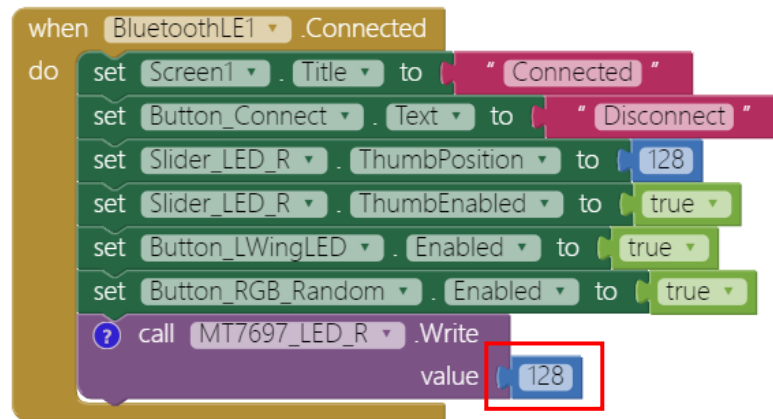 when BluetoothLE1 .Connected
do set Screen1 . Title to " Connected "
set Button_Connect . Text to " Disconnect "
set Slider_LED_R . ThumbPosition to 128
set Slider_LED_R . ThumbEnabled to true
set Button_LWingLED . Enabled to true
set Button_RGB_Random . Enabled to true
? call MT7697_LED_R .Write
value 128